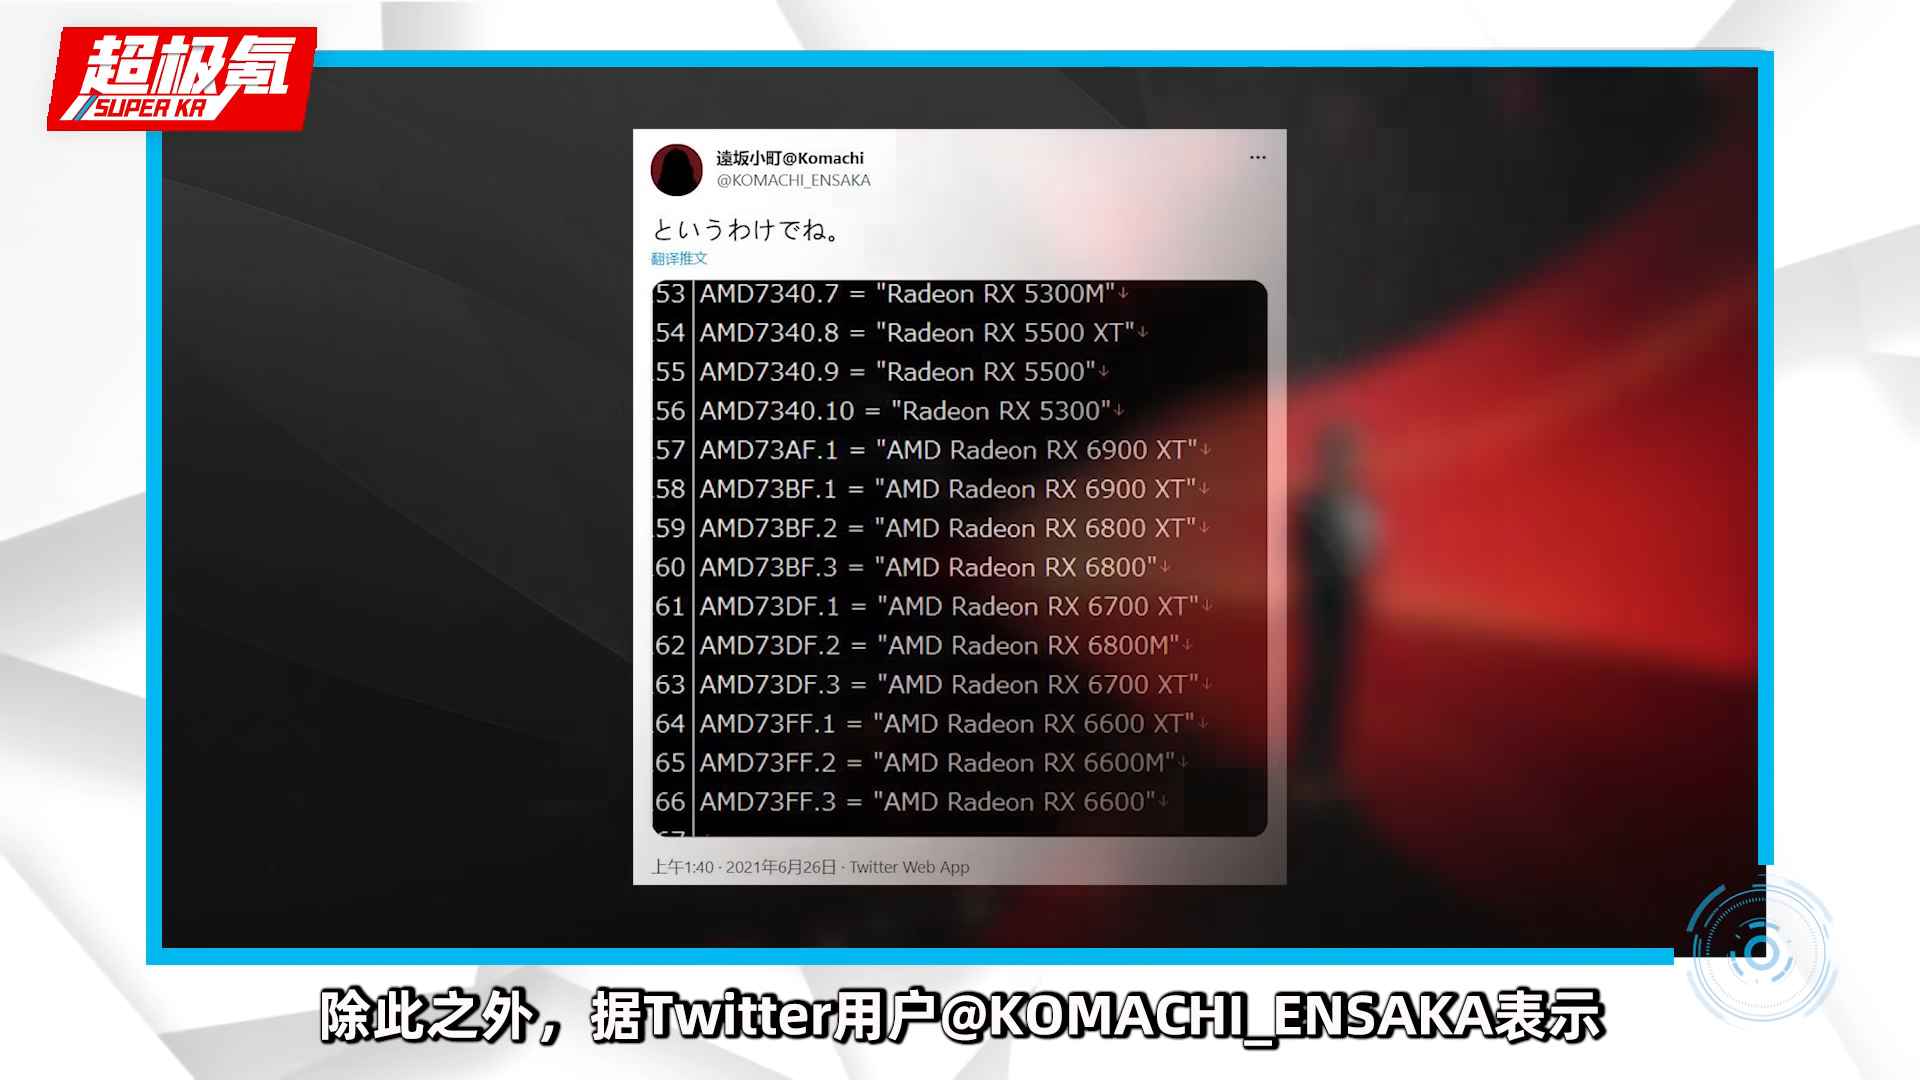 超极氪
SUPER KR
遠坂小町@Komachi
@KOMACHI_ENSAKA
というわけでね。
翻译推文
53 AMD7340.7 = "Radeon RX 5300M"↓
54 AMD7340.8 = "Radeon RX 5500 XT"↓
55 AMD7340.9 = "Radeon RX 5500"↓
56 AMD7340.10 = "Radeon RX 5300"↓
57 AMD73AF.1 = "AMD Radeon RX 6900 XT"↓
58 AMD73BF.1 = "AMD Radeon RX 6900 XT"↓
59 AMD73BF.2 = "AMD Radeon RX 6800 XT"↓
60 AMD73BF.3 = "AMD Radeon RX 6800"↓
61 AMD73DF.1 = "AMD Radeon RX 6700 XT"↓
62 AMD73DF.2 = "AMD Radeon RX 6800M"↓
63 AMD73DF.3 = "AMD Radeon RX 6700 XT"↓
64 AMD73FF.1 = "AMD Radeon RX 6600 XT"↓
65 AMD73FF.2 = "AMD Radeon RX 6600M"↓
66 AMD73FF.3 = "AMD Radeon RX 6600"↓
上午1:40 · 2021年6月26日 · Twitter Web App
除此之外，据Twitter用户@KOMACHI_ENSAKA表示